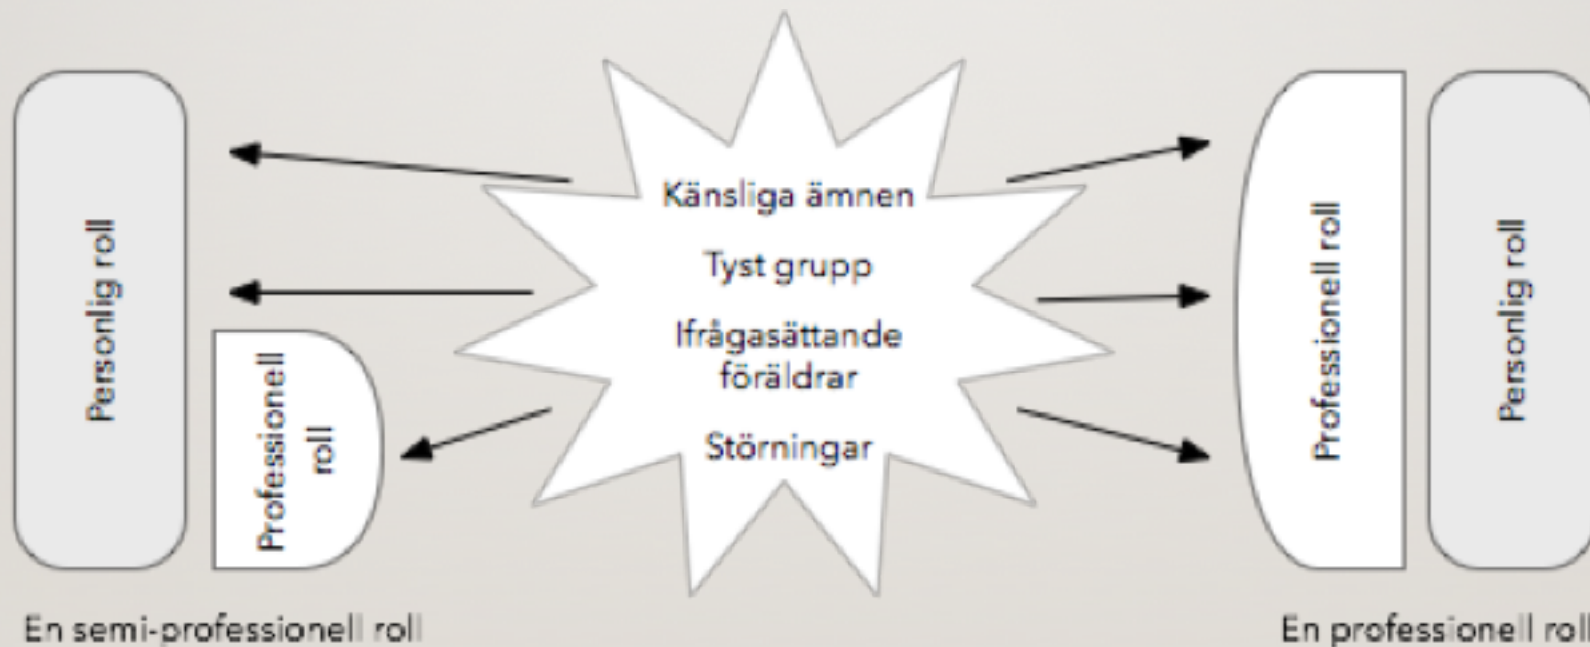 Personlig roll
Professionell
roll
En semi-professionell roll
Känsliga ämnen
Tyst grupp
Ifrågasättande
föräldrar
Störningar
Professionell roll
Personlig roll
En professionell roll